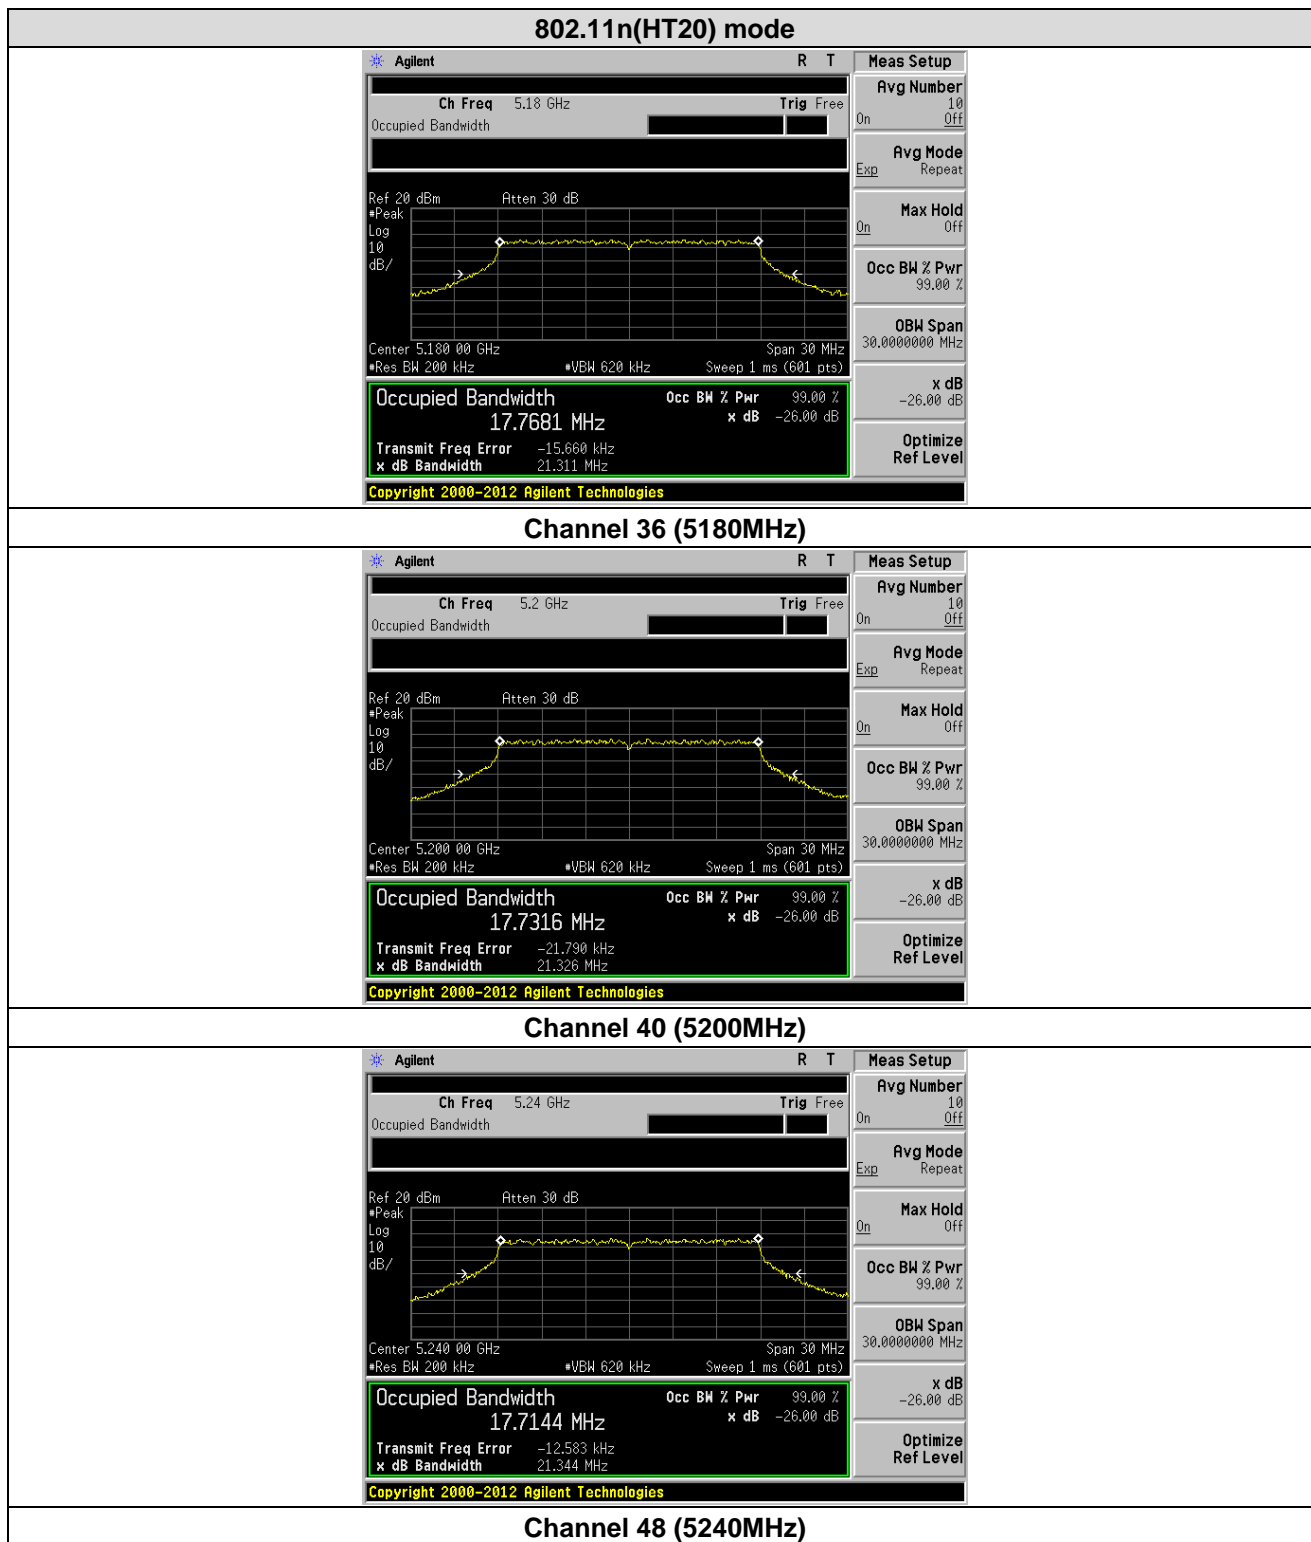 802.11n(HT20) mode
Agilent R T Meas Setup
Ch Freq 5.18 GHz Trig Free
Occupied Bandwidth
Avg Number
10
On Off
Avg Mode
Exp Repeat
Ref 20 dBm Atten 30 dB
#Peak
Log
10
dB/
Max Hold
On Off
Occ BW % Pwr
99.00 %
OBW Span
30.0000000 MHz
Center 5.180 00 GHz Span 30 MHz
#Res BW 200 kHz #VBW 620 kHz Sweep 1 ms (601 pts)
x dB
-26.00 dB
Occupied Bandwidth Occ BW % Pwr 99.00 %
17.7681 MHz x dB -26.00 dB
Transmit Freq Error -15.660 kHz
x dB Bandwidth 21.311 MHz
Optimize
Ref Level
Copyright 2000-2012 Agilent Technologies
Channel 36 (5180MHz)
Agilent R T Meas Setup
Ch Freq 5.2 GHz Trig Free
Occupied Bandwidth
Avg Number
10
On Off
Avg Mode
Exp Repeat
Ref 20 dBm Atten 30 dB
#Peak
Log
10
dB/
Max Hold
On Off
Occ BW % Pwr
99.00 %
OBW Span
30.0000000 MHz
Center 5.200 00 GHz Span 30 MHz
#Res BW 200 kHz #VBW 620 kHz Sweep 1 ms (601 pts)
x dB
-26.00 dB
Occupied Bandwidth Occ BW % Pwr 99.00 %
17.7316 MHz x dB -26.00 dB
Transmit Freq Error -21.790 kHz
x dB Bandwidth 21.326 MHz
Optimize
Ref Level
Copyright 2000-2012 Agilent Technologies
Channel 40 (5200MHz)
Agilent R T Meas Setup
Ch Freq 5.24 GHz Trig Free
Occupied Bandwidth
Avg Number
10
On Off
Avg Mode
Exp Repeat
Ref 20 dBm Atten 30 dB
#Peak
Log
10
dB/
Max Hold
On Off
Occ BW % Pwr
99.00 %
OBW Span
30.0000000 MHz
Center 5.240 00 GHz Span 30 MHz
#Res BW 200 kHz #VBW 620 kHz Sweep 1 ms (601 pts)
x dB
-26.00 dB
Occupied Bandwidth Occ BW % Pwr 99.00 %
17.7144 MHz x dB -26.00 dB
Transmit Freq Error -12.583 kHz
x dB Bandwidth 21.344 MHz
Optimize
Ref Level
Copyright 2000-2012 Agilent Technologies
Channel 48 (5240MHz)